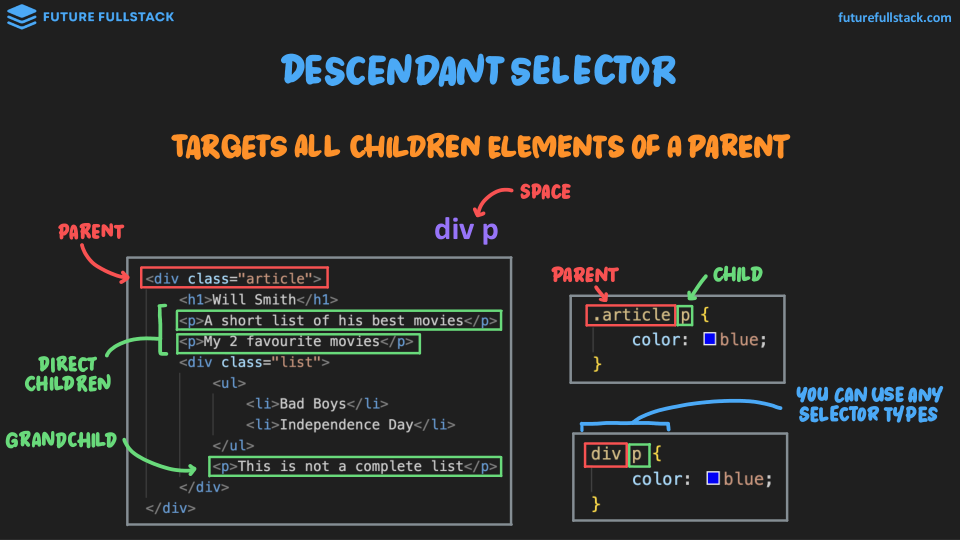 FUTURE FULLSTACK
futurefullstack.com
DESCENDANT SELECTOR
TARGETS ALL CHILDREN ELEMENTS OF A PARENT
SPACE
div p
PARENT
<div class="article">
<h1>Will Smith</h1>
<p>A short list of his best movies</p>
<p>My 2 favourite movies</p>
<div class="list">
<ul>
<li>Bad Boys</li>
<li>Independence Day</li>
</ul>
<p>This is not a complete list</p>
</div>
</div>
DIRECT
CHILDREN
GRANDCHILD
PARENT
CHILD
.article p {
color: blue;
}
YOU CAN USE ANY
SELECTOR TYPES
div p {
color: blue;
}